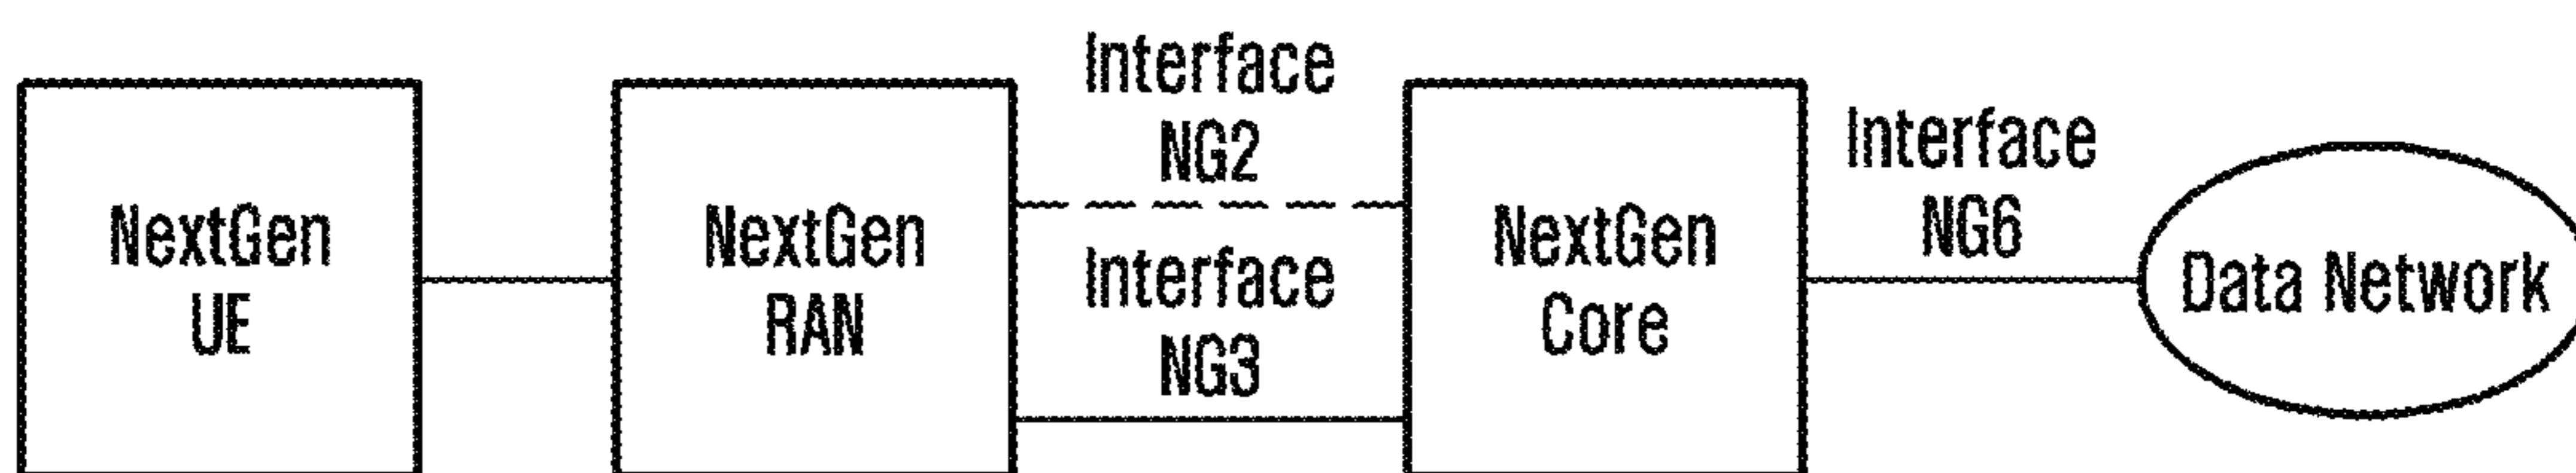 NextGen
UE
NextGen
RAN
Interface
NG2
Interface
NG3
NextGen
Core
Interface
NG6
Data Network